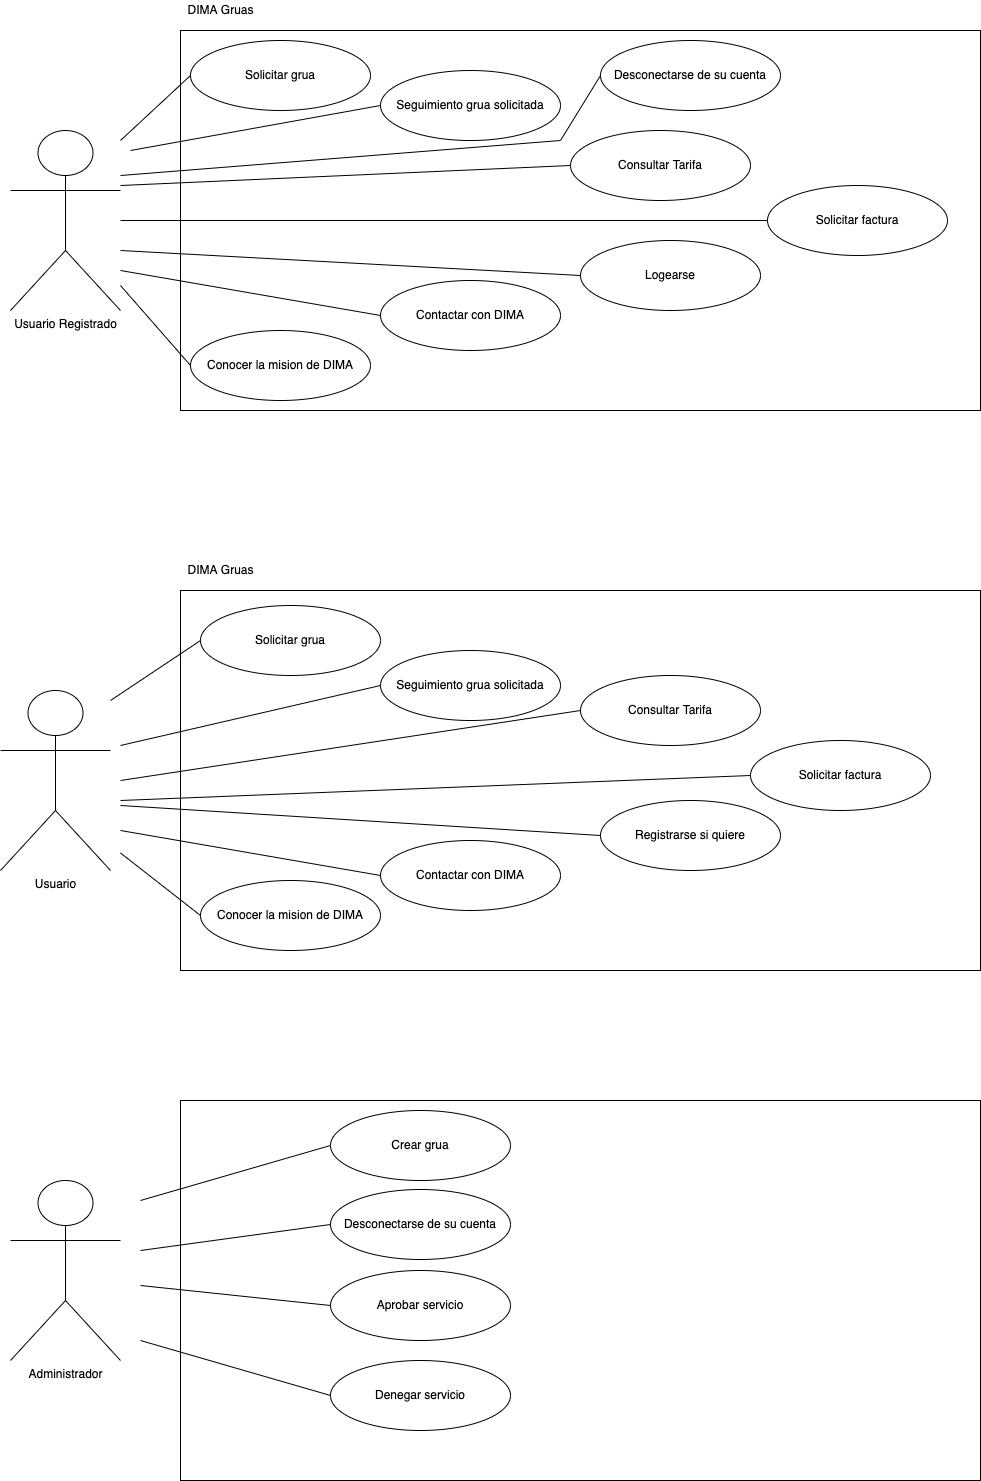 DIMA Gruas
Solicitar grua
Desconectarse de su cuenta
Seguimiento grua solicitada
Consultar Tarifa
Solicitar factura
Logearse
Contactar con DIMA
Usuario Registrado
Conocer la mision de DIMA
DIMA Gruas
Solicitar grua
Seguimiento grua solicitada
Consultar Tarifa
Solicitar factura
Registrarse si quiere
Contactar con DIMA
Usuario
Conocer la mision de DIMA
Crear grua
Desconectarse de su cuenta
Aprobar servicio
Administrador
Denegar servicio